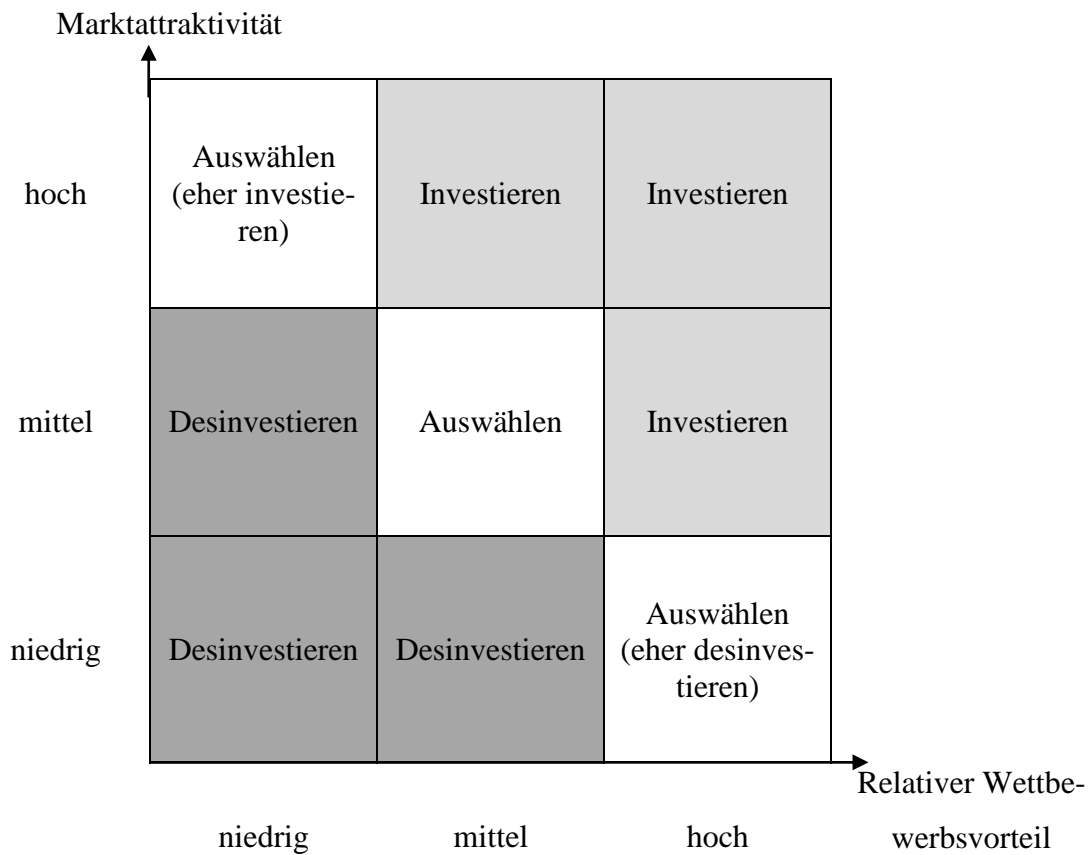 Marktattraktivität
Auswählen
(eher investie-
ren)
hoch
Investieren
Investieren
mittel
Desinvestieren
Auswählen
Investieren
niedrig
Desinvestieren
Desinvestieren
Auswählen
(eher desinves-
tieren)
Relativer Wettbe-
werbsvorteil
niedrig
mittel
hoch